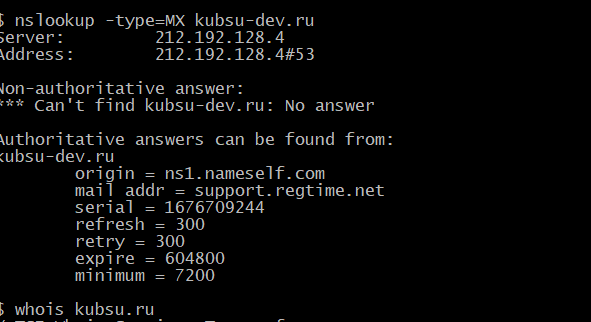 $ nslookup -type=MX kubsu-dev.ru
Server:         212.192.128.4
Address:        212.192.128.4#53
Non-authoritative answer:
*** Can't find kubsu-dev.ru: No answer
Authoritative answers can be found from:
kubsu-dev.ru
origin = ns1.nameself.com
mail addr = support.regtime.net
serial = 1676709244
refresh = 300
retry = 300
expire = 604800
minimum = 7200
$ whois kubsu.ru